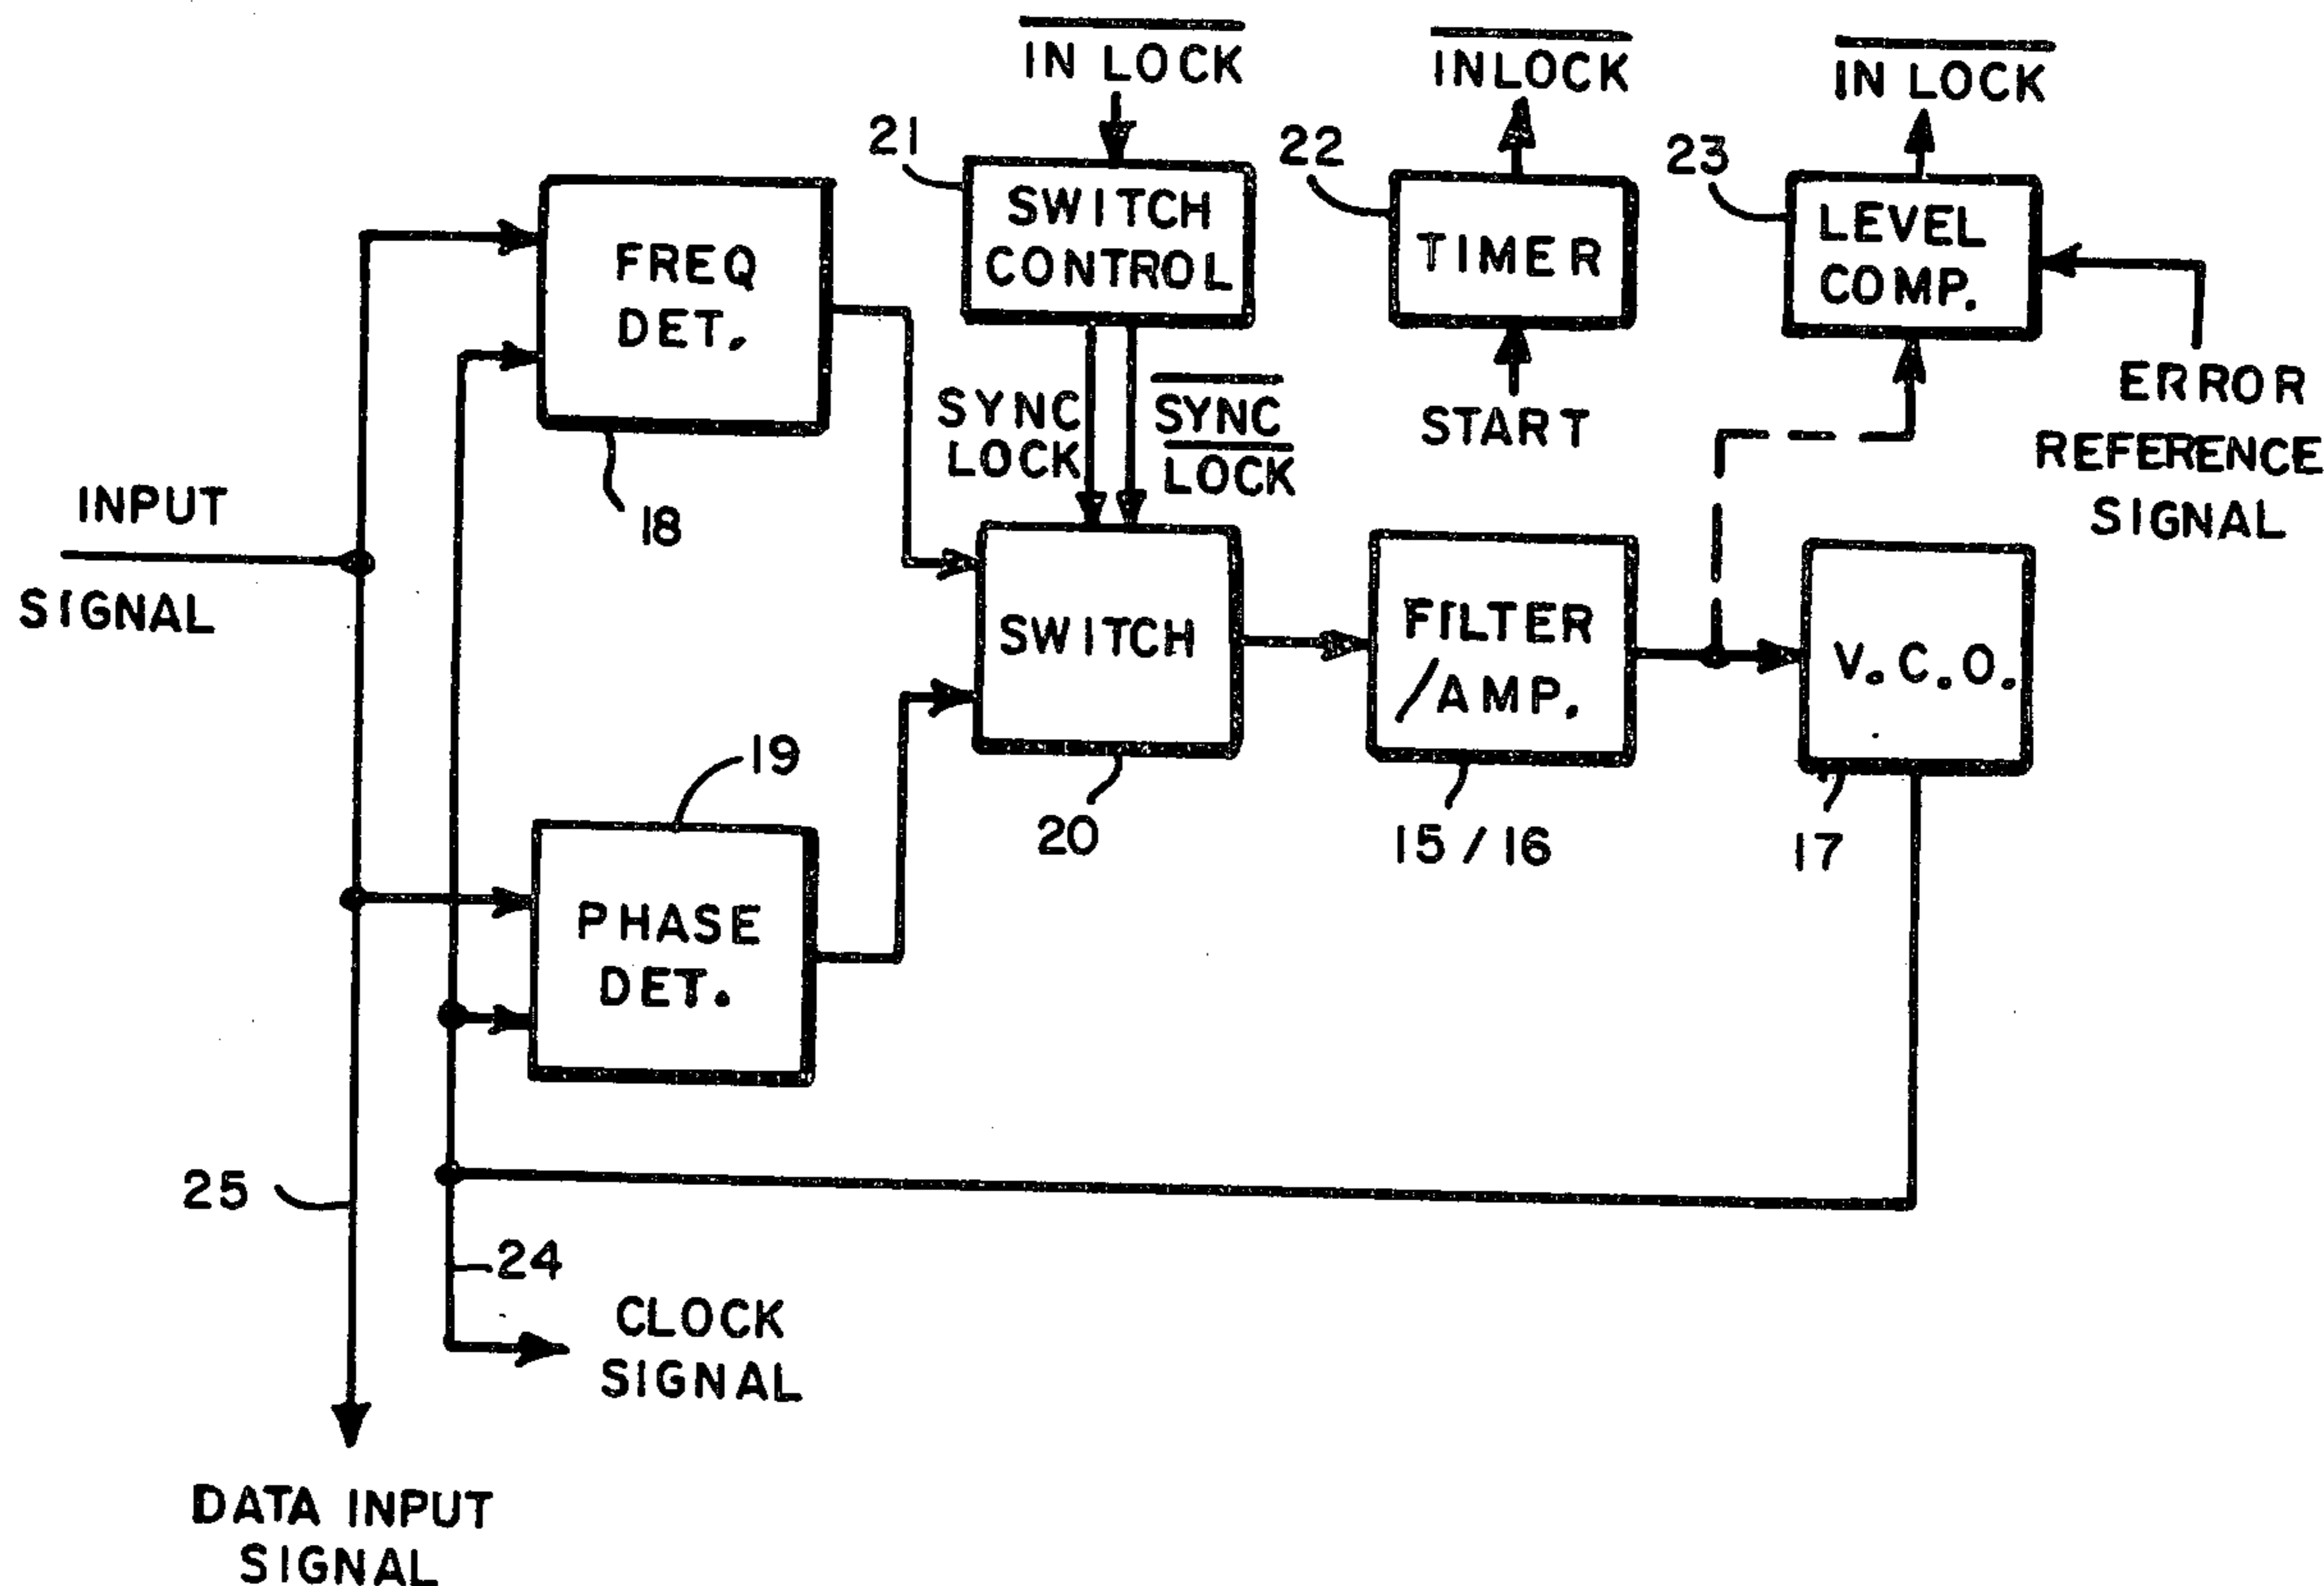 IN LOCK
INLOCK
IN LOCK
21
22
23
SWITCH
CONTROL
TIMER
LEVEL
COMP.
FREQ
DET.
18
SYNC
LOCK
SYNC
LOCK
START
ERROR
REFERENCE
SIGNAL
INPUT
SIGNAL
SWITCH
20
FILTER
/AMP.
15/16
V.C.O.
17
19
PHASE
DET.
25
24
CLOCK
SIGNAL
DATA INPUT
SIGNAL